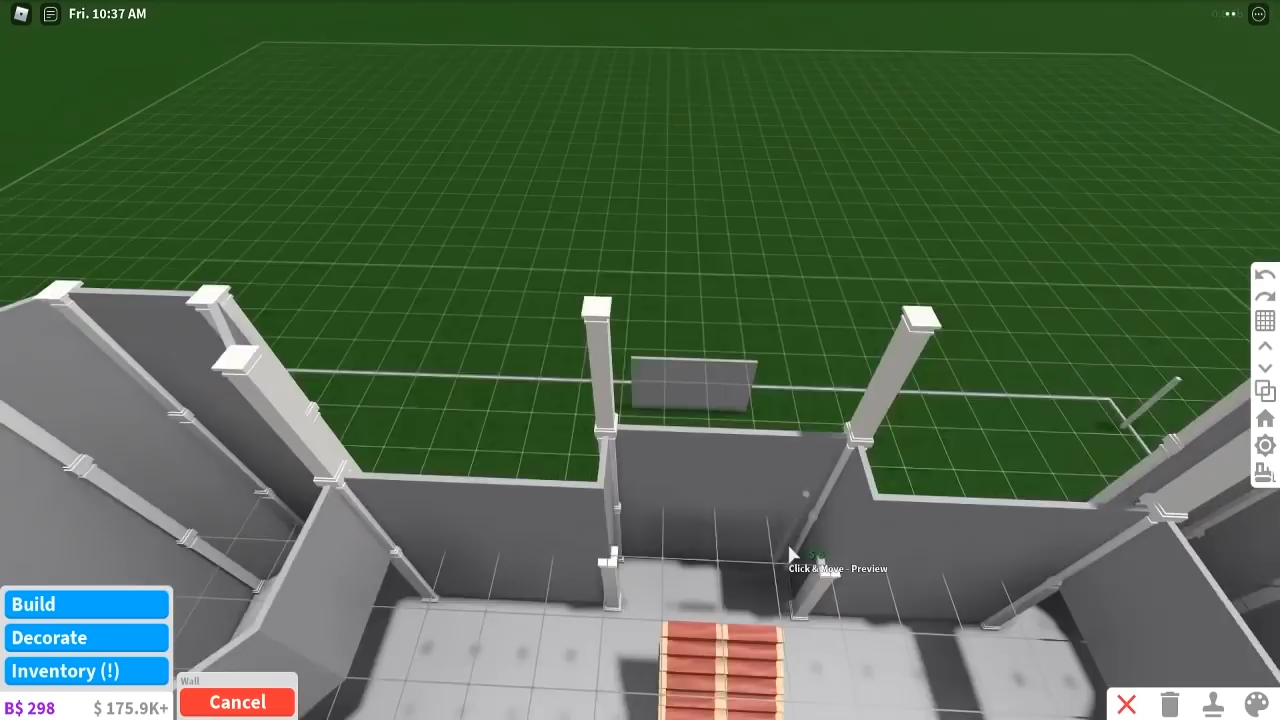 Fri. 10:37 AM
Click & Move - Preview
Build
Decorate
Inventory (!)
B$ 298
$ 175.9K+
Wall
Cancel